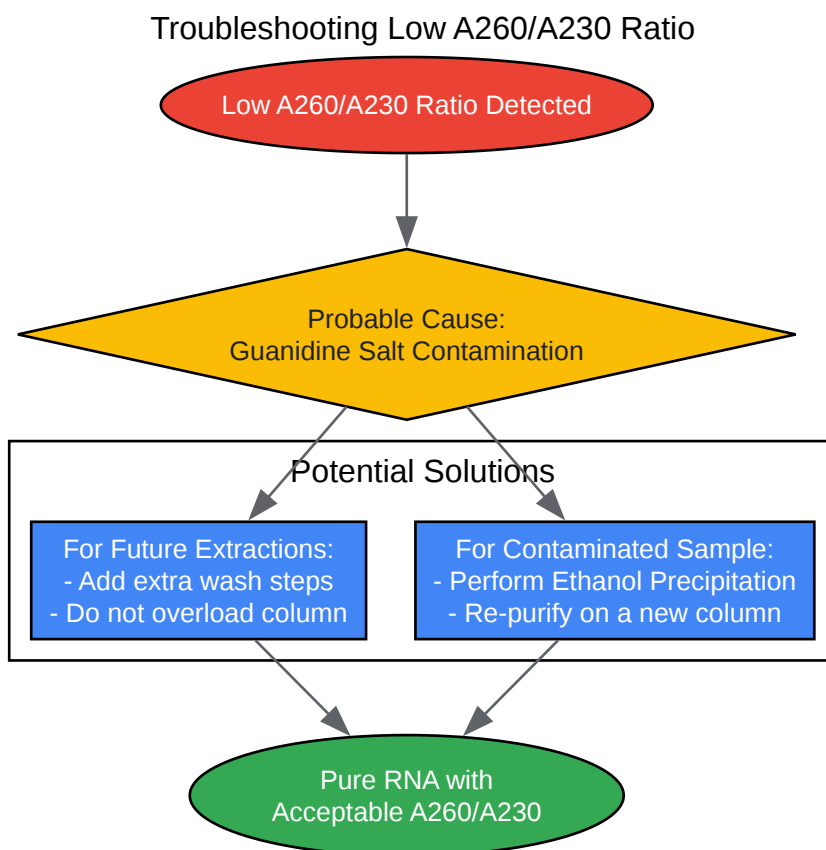 Troubleshooting Low A260/A230 Ratio
Low A260/A230 Ratio Detected
Probable Cause:
Guanidine Salt Contamination
Potential Solutions
For Future Extractions:
- Add extra wash steps
- Do not overload column
For Contaminated Sample:
- Perform Ethanol Precipitation
- Re-purify on a new column
Pure RNA with
Acceptable A260/A230